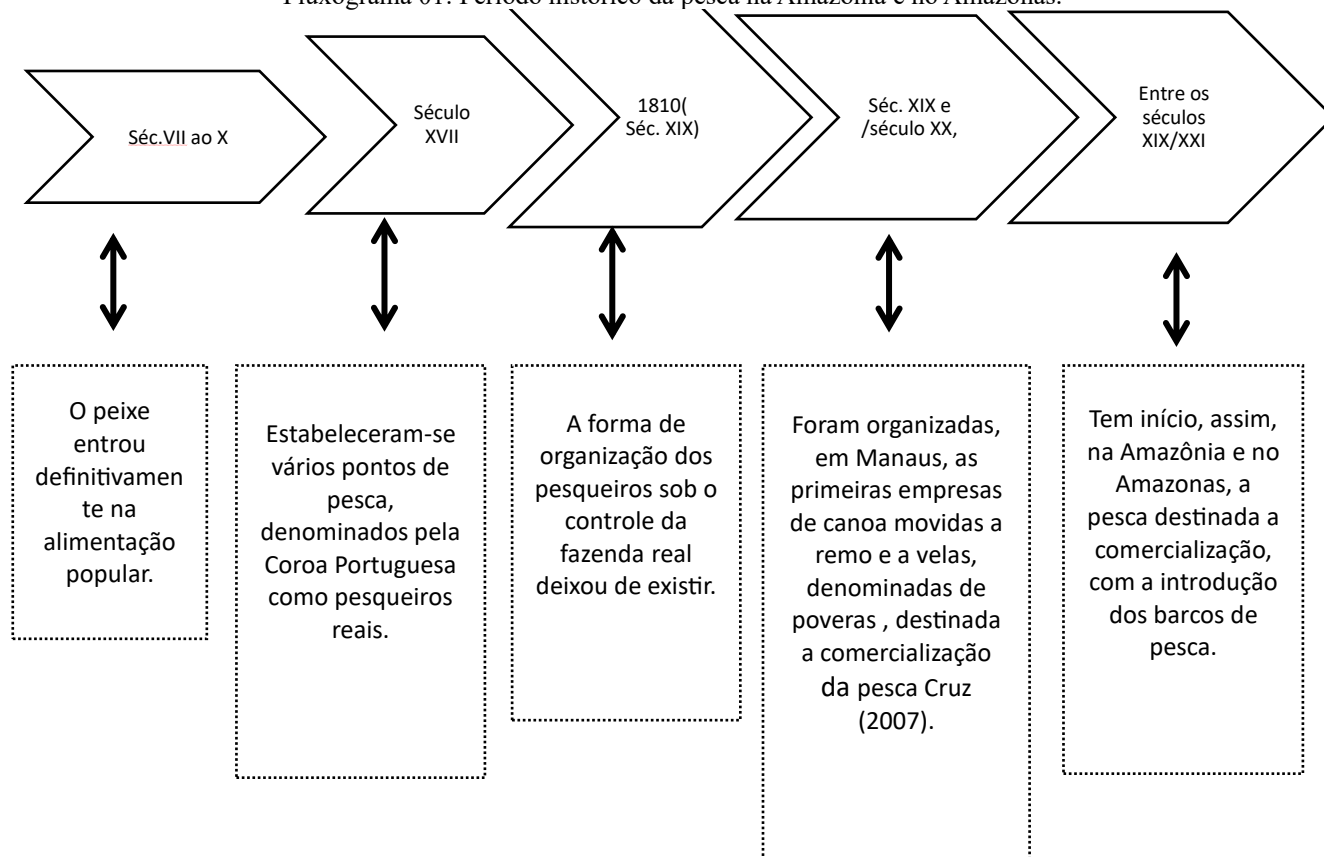 Fluxograma 01: Período histórico da pesca na Amazônia e no Amazonas.
Séc.VII ao X
Século
XVII
1810(
Séc. XIX)
Séc. XIX e
/século XX,
Entre os
séculos
XIX/XXI
O peixe
entrou
definitivamen
te na
alimentação
popular.
Estabeleceram-se
vários pontos de
pesca,
denominados pela
Coroa Portuguesa
como pesqueiros
reais.
A forma de
organização dos
pesqueiros sob o
controle da
fazenda real
deixou de existir.
Foram organizadas,
em Manaus, as
primeiras empresas
de canoa movidas a
remo e a velas,
denominadas de
poveras , destinada
a comercialização
da pesca Cruz
(2007).
Tem início, assim,
na Amazônia e no
Amazonas, a
pesca destinada a
comercialização,
com a introdução
dos barcos de
pesca.